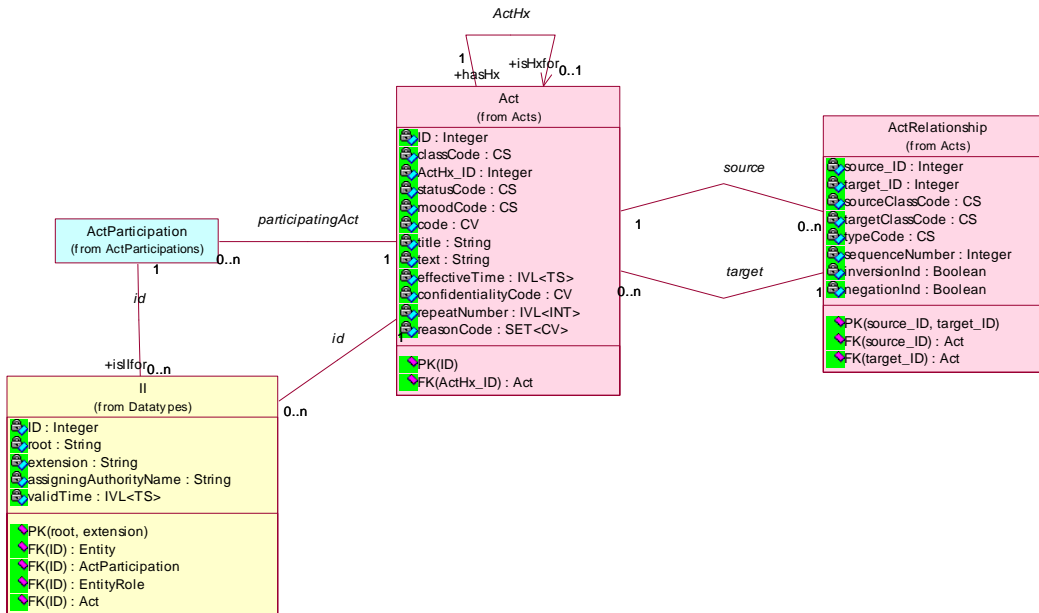 ActHx
1
+hasHx
+isHxfor
0..1
Act
(from Acts)
ID : Integer
classCode : CS
ActHx_ID : Integer
statusCode : CS
moodCode : CS
code : CV
title : String
text : String
effectiveTime : IVL<TS>
confidentialityCode : CV
repeatNumber : IVL<INT>
reasonCode : SET<CV>
PK(ID)
FK(ActHx_ID) : Act
ActRelationship
(from Acts)
source_ID : Integer
target_ID : Integer
sourceClassCode : CS
targetClassCode : CS
typeCode : CS
sequenceNumber : Integer
inversionInd : Boolean
negationInd : Boolean
PK(source_ID, target_ID)
FK(source_ID) : Act
FK(target_ID) : Act
source
1
0..n
target
0..n
1
ActParticipation
(from ActParticipations)
participatingAct
0..n
1
1
id
+isIIfor
0..n
id
1
0..n
II
(from Datatypes)
ID : Integer
root : String
extension : String
assigningAuthorityName : String
validTime : IVL<TS>
PK(root, extension)
FK(ID) : Entity
FK(ID) : ActParticipation
FK(ID) : EntityRole
FK(ID) : Act